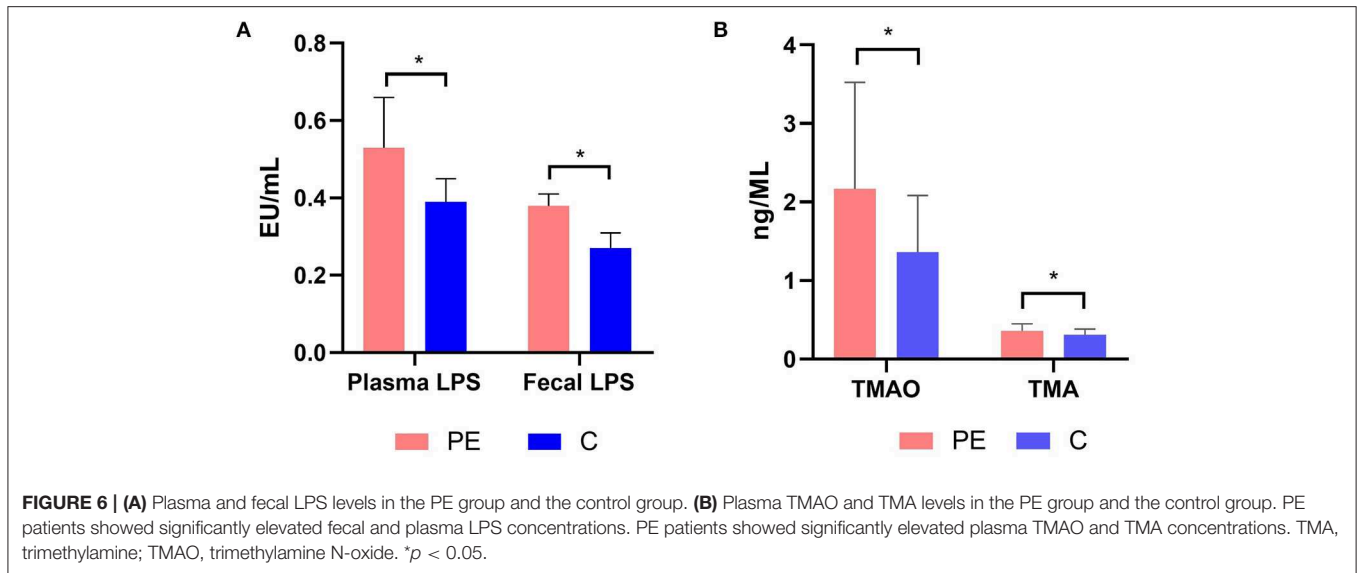 A
0.8
0.6
0.4
0.2
0.0
EU/mL
*
*
Plasma LPS Fecal LPS
PE C
B
4
3
2
1
0
ng/ML
*
*
TMAO TMA
PE C
FIGURE 6 | (A) Plasma and fecal LPS levels in the PE group and the control group. (B) Plasma TMAO and TMA levels in the PE group and the control group. PE
patients showed significantly elevated fecal and plasma LPS concentrations. PE patients showed significantly elevated plasma TMAO and TMA concentrations. TMA,
trimethylamine; TMAO, trimethylamine N-oxide. *p < 0.05.